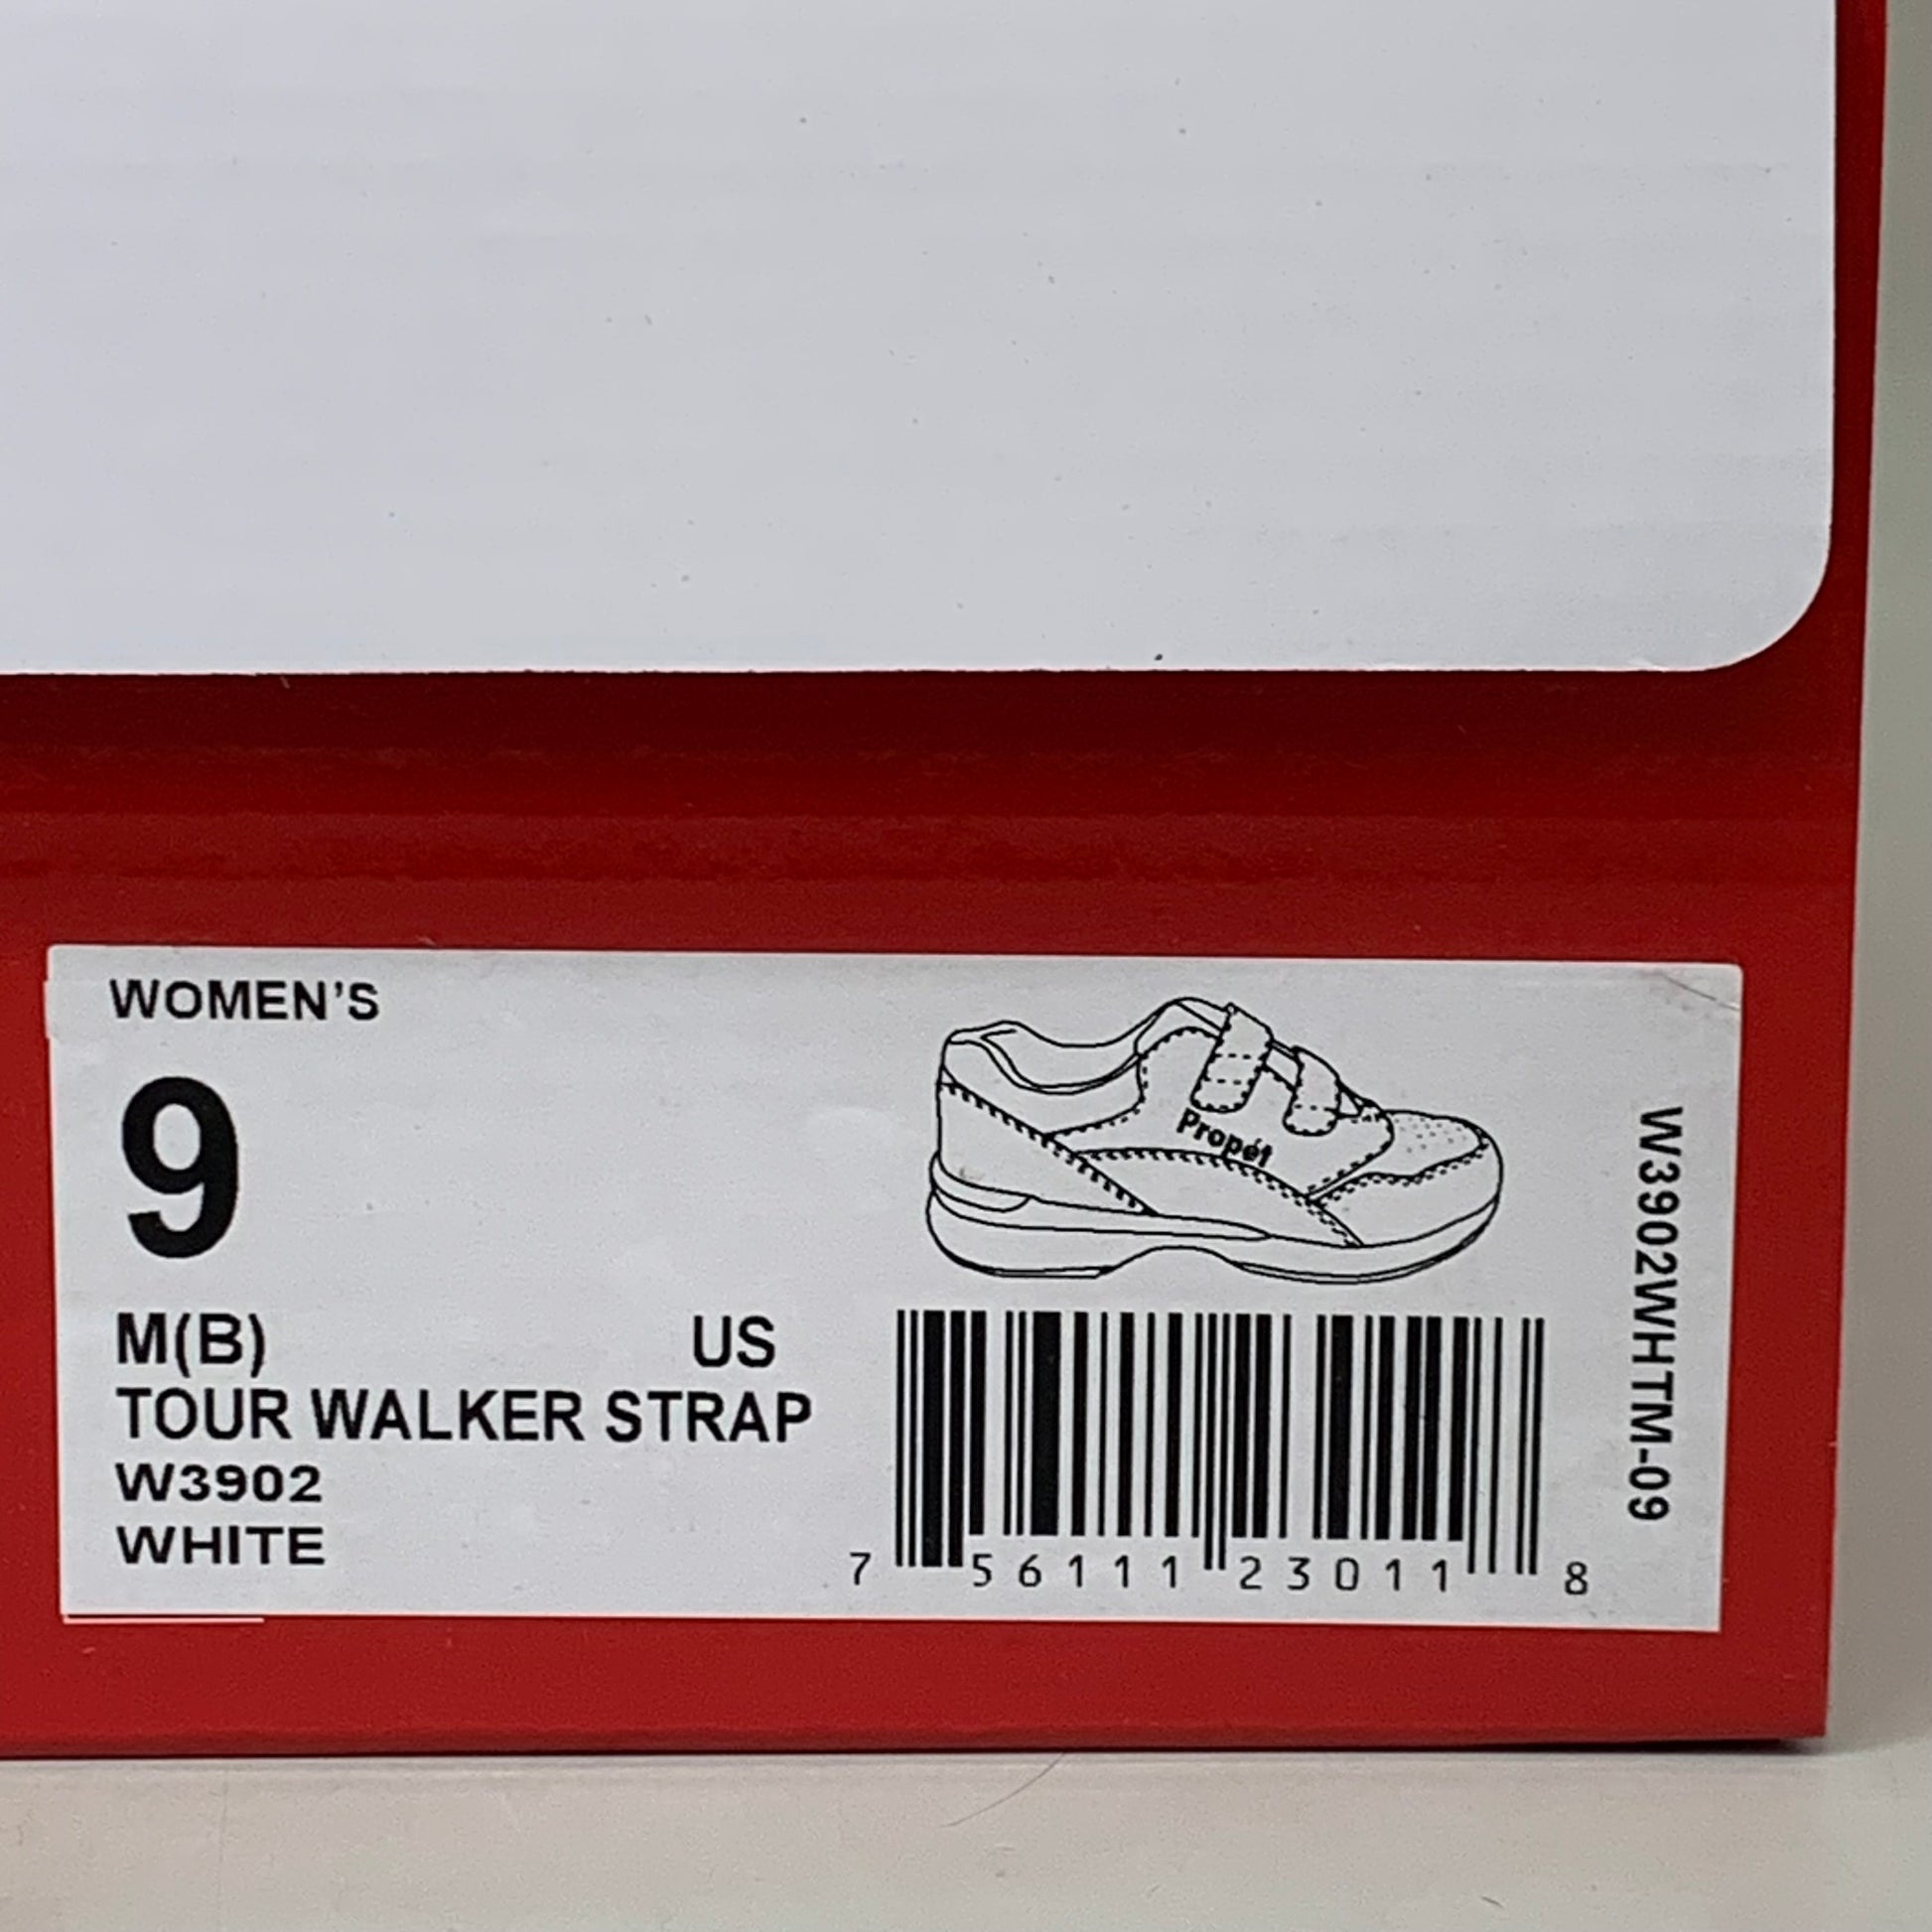 WOMEN'S
9
M(B) US
TOUR WALKER STRAP
W3902
WHITE
Propét
7 56111 23011 8
W3902WHTM-09